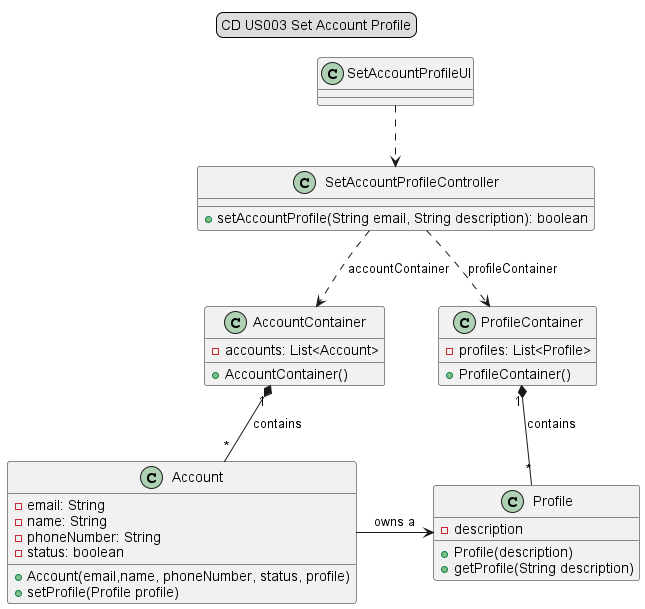 CD US003 Set Account Profile
C SetAccountProfileUI
C SetAccountProfileController
setAccountProfile(String email, String description): boolean
accountContainer
profileContainer
C AccountContainer
accounts: List<Account>
AccountContainer()
C ProfileContainer
profiles: List<Profile>
ProfileContainer()
1
contains
*
1
contains
*
C Account
email: String
name: String
phoneNumber: String
status: boolean
Account(email,name, phoneNumber, status, profile)
setProfile(Profile profile)
owns a
C Profile
description
Profile(description)
getProfile(String description)